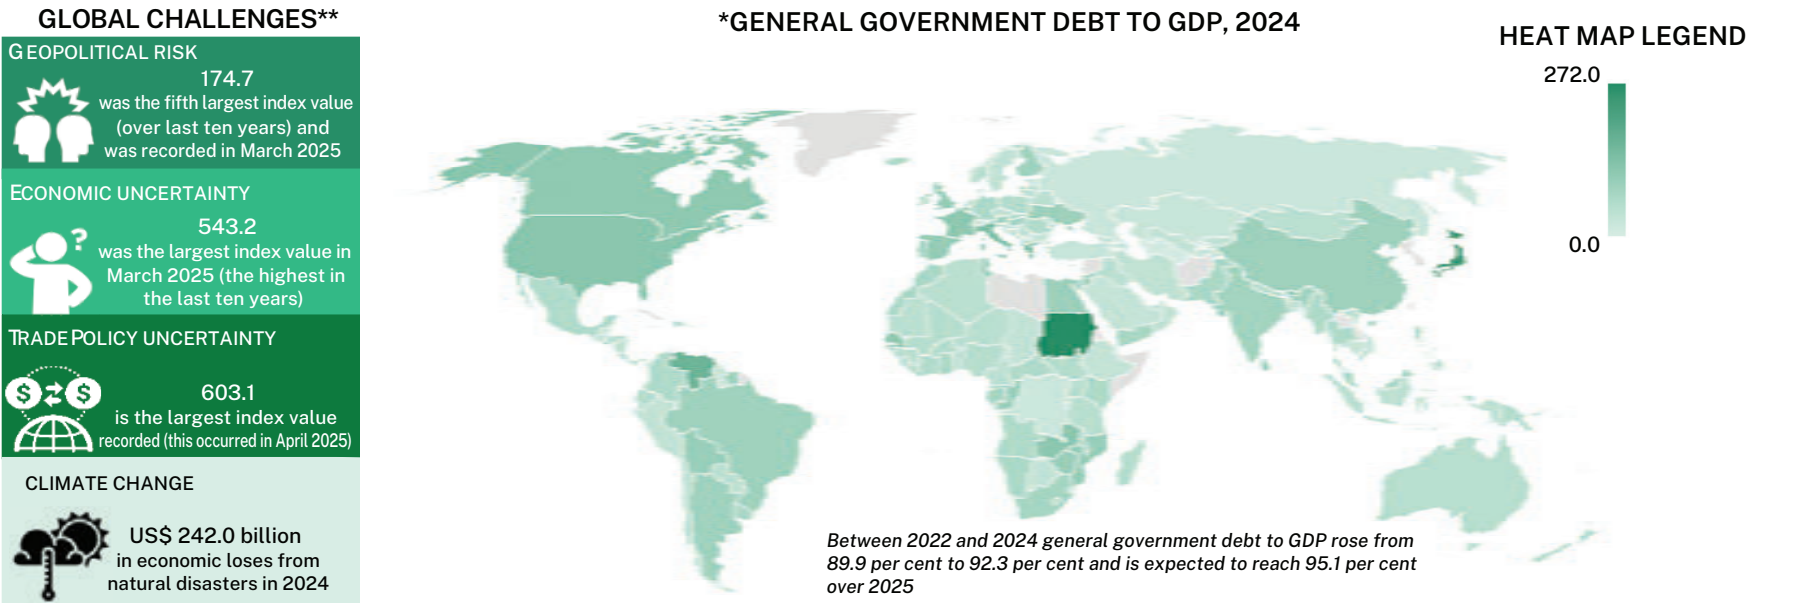 GLOBAL CHALLENGES**
GEOPOLITICAL RISK
174.7
was the fifth largest index value
(over last ten years) and
was recorded in March 2025
ECONOMIC UNCERTAINTY
?
543.2
was the largest index value in
March 2025 (the highest in
the last ten years)
TRADE POLICY UNCERTAINTY
$ $
603.1
is the largest index value
recorded (this occurred in April 2025)
CLIMATE CHANGE
US$ 242.0 billion
in economic loses from
natural disasters in 2024
*GENERAL GOVERNMENT DEBT TO GDP, 2024
HEAT MAP LEGEND
272.0
0.0
Between 2022 and 2024 general government debt to GDP rose from
89.9 per cent to 92.3 per cent and is expected to reach 95.1 per cent
over 2025